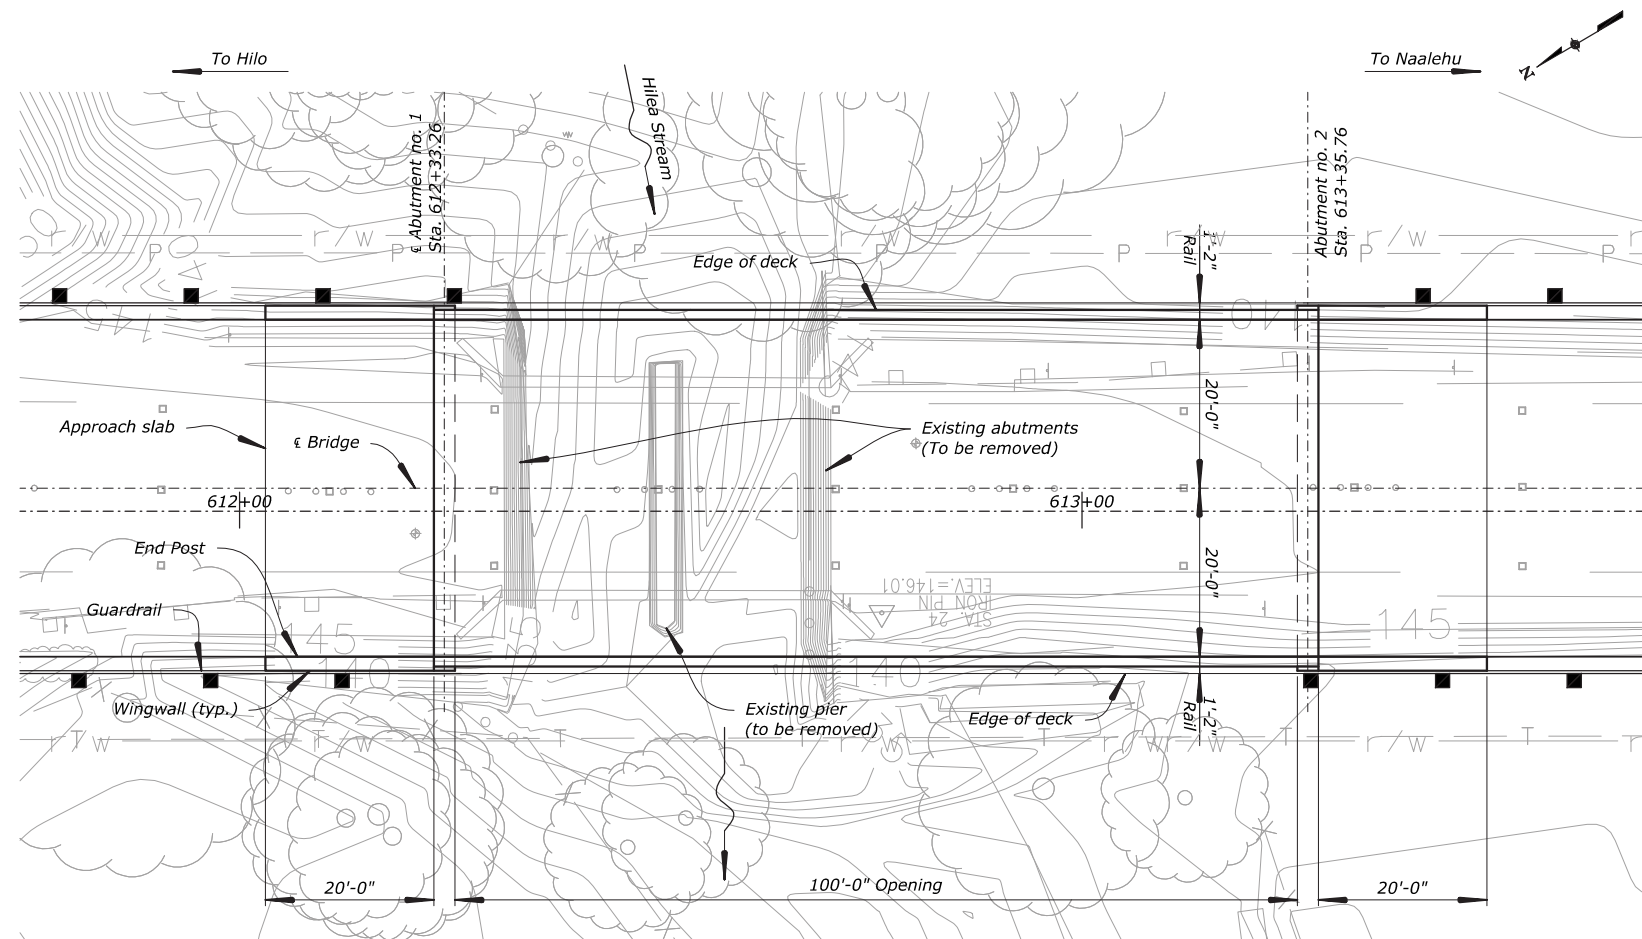 To Hilo
To Naalehu
N
Hilea Stream
℄ Abutment no. 1
Sta. 612+33.26
Abutment no. 2
Sta. 613+35.76
r/w
r/w
r/w
r/w
r/w
r/w
P
P
P
P
P
P
1'-2"
Rail
Edge of deck
145
140
20'-0"
Approach slab
℄ Bridge
Existing abutments
(To be removed)
612+00
613+00
End Post
20'-0"
ELEV.=146.01
IRON PIN
STA. 24
Guardrail
145
145
140
140
Wingwall (typ.)
Existing pier
(to be removed)
Edge of deck
1'-2"
Rail
r/w
r/w
r/w
r/w
r/w
T
T
T
T
T
T
20'-0"
100'-0" Opening
20'-0"